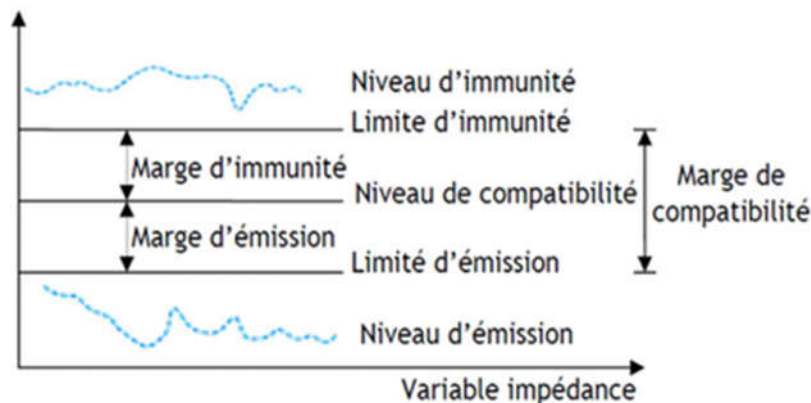 Niveau d'immunité
Limite d'immunité
Marge d'immunité
Niveau de compatibilité
Marge de
compatibilité
Marge d'émission
Limité d'émission
Niveau d'émission
Variable impédance